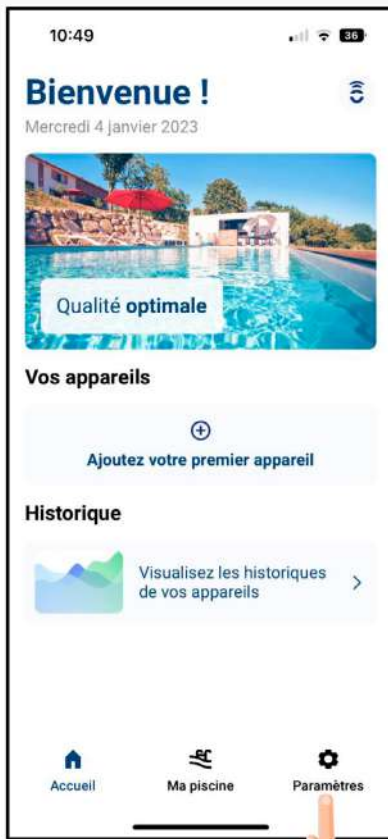 10:49
36
Bienvenue !
Mercredi 4 janvier 2023
Qualité optimale
Vos appareils
Ajoutez votre premier appareil
Historique
Visualisez les historiques
de vos appareils
Accueil
Ma piscine
Paramètres